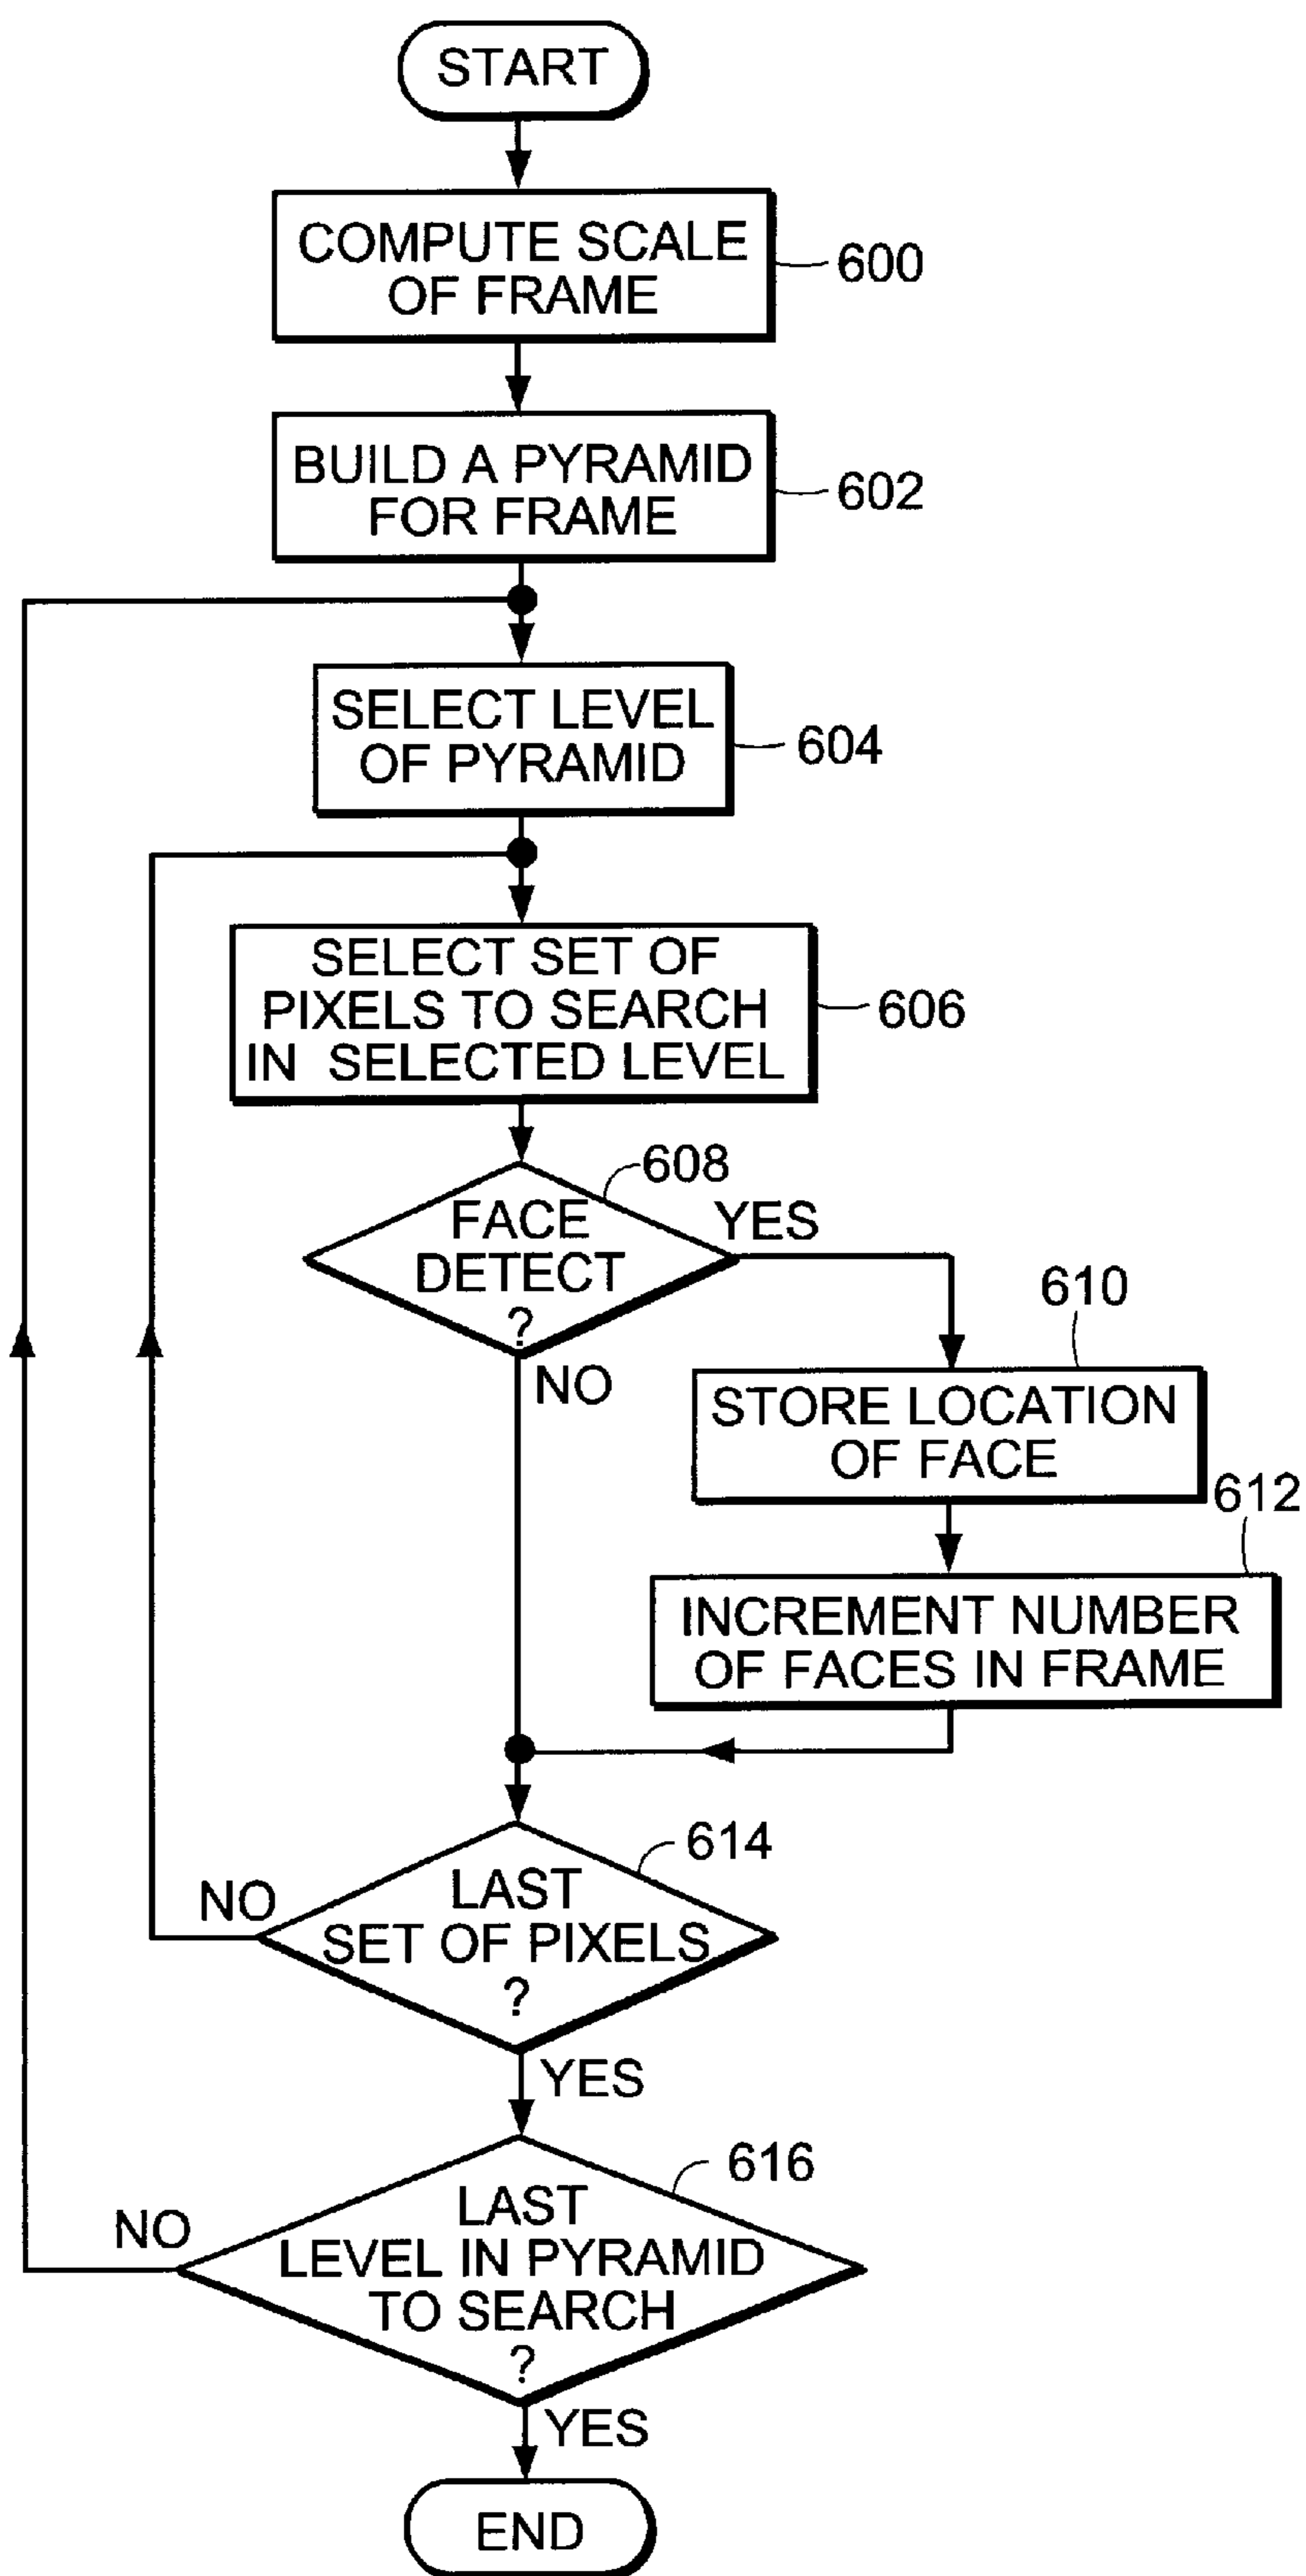 START
COMPUTE SCALE
OF FRAME
600
BUILD A PYRAMID
FOR FRAME
602
SELECT LEVEL
OF PYRAMID
604
SELECT SET OF
PIXELS TO SEARCH
IN SELECTED LEVEL
606
608
FACE
DETECT
?
YES
NO
610
STORE LOCATION
OF FACE
612
INCREMENT NUMBER
OF FACES IN FRAME
614
LAST
SET OF PIXELS
?
NO
YES
616
LAST
LEVEL IN PYRAMID
TO SEARCH
?
NO
YES
END